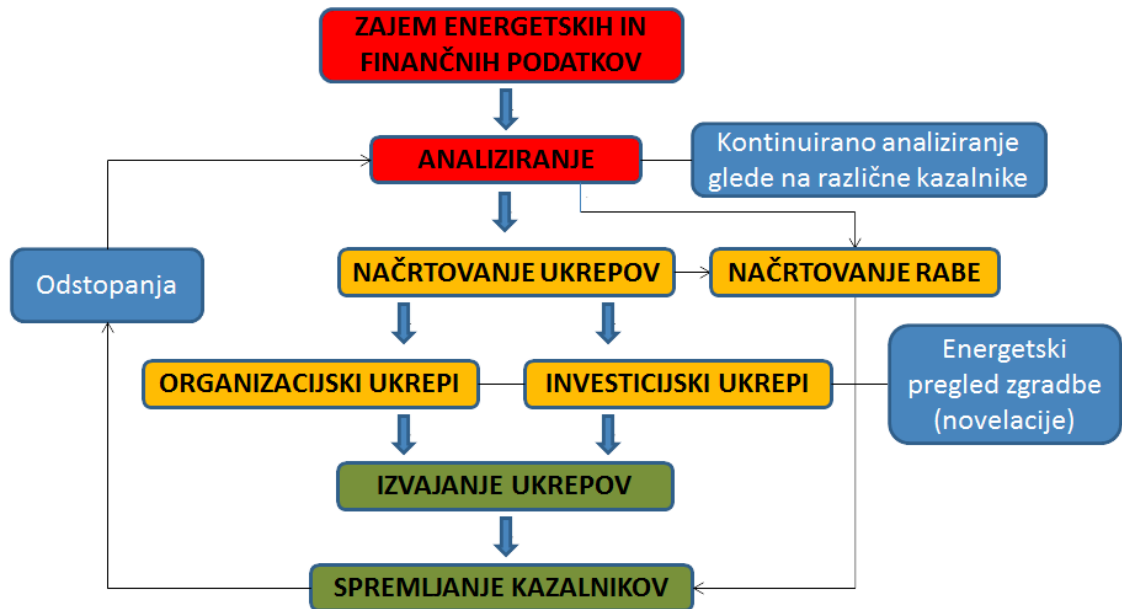 ZAJEM ENERGETSKIH IN
FINANČNIH PODATKOV
ANALIZIRANJE
Kontinuirano analiziranje
glede na različne kazalnike
NAČRTOVANJE UKREPOV
NAČRTOVANJE RABE
Odstopanja
ORGANIZACIJSKI UKREPI
INVESTICIJSKI UKREPI
Energetski
pregled zgradbe
(novelacije)
IZVAJANJE UKREPOV
SPREMLJANJE KAZALNIKOV